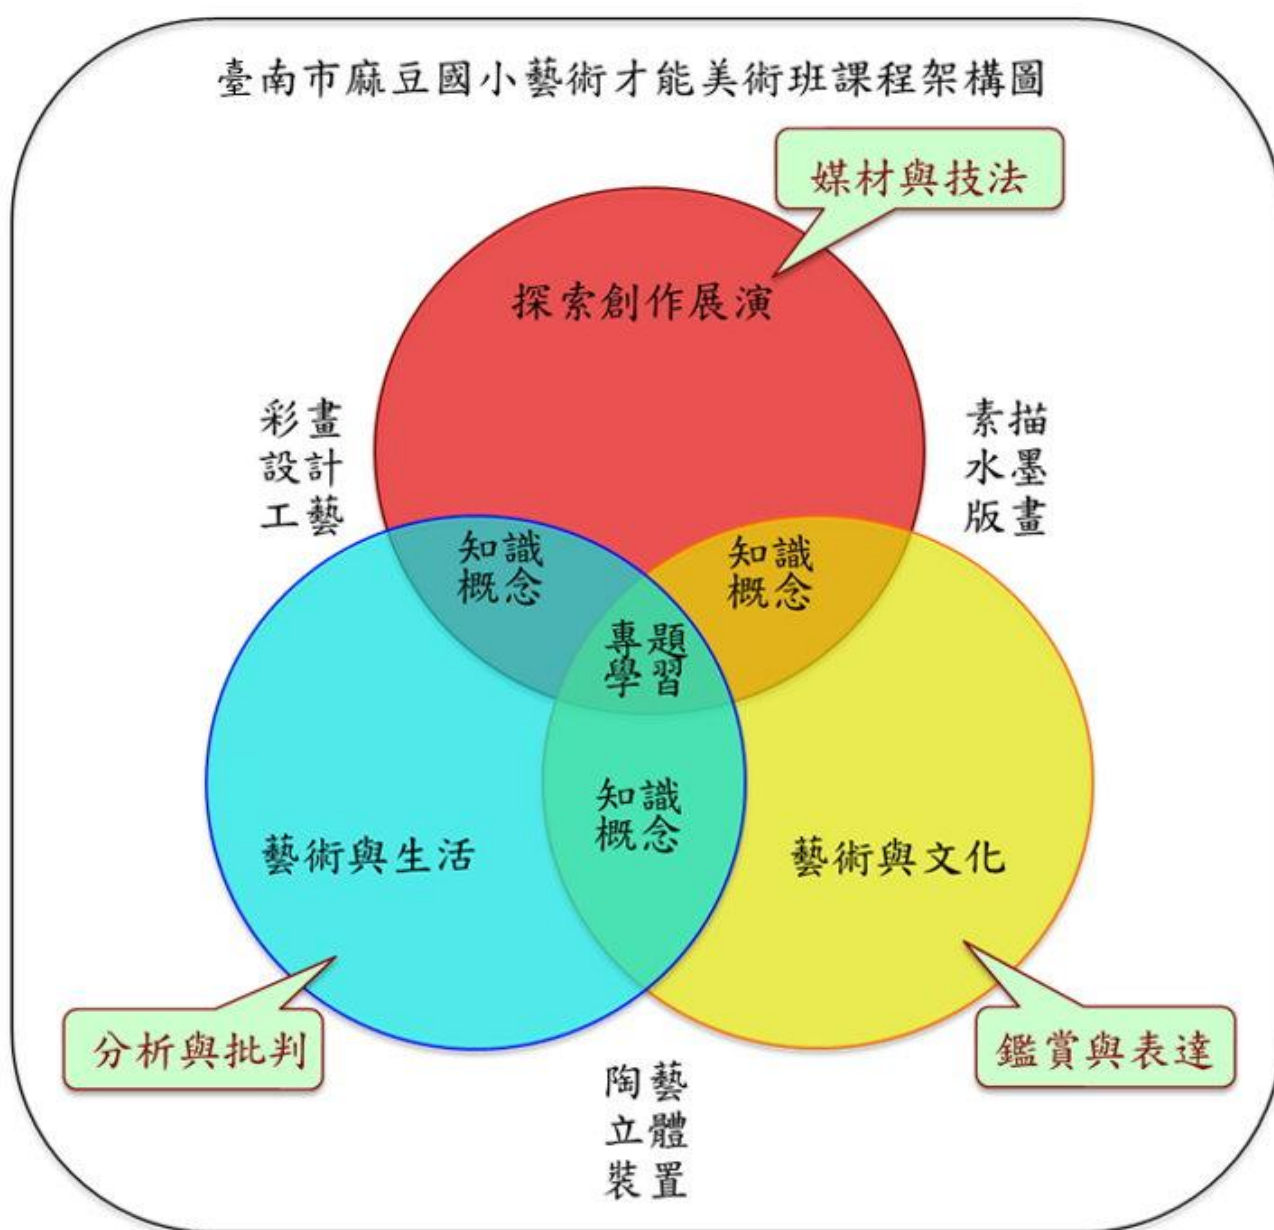 臺南市麻豆國小藝術才能美術班課程架構圖
媒材與技法
探索創作展演
彩畫
設計
工藝
素描
水墨
版畫
知識
概念
知識
概念
專題
學習
知識
概念
藝術與生活
藝術與文化
分析與批判
鑑賞與表達
陶藝
立體
裝置